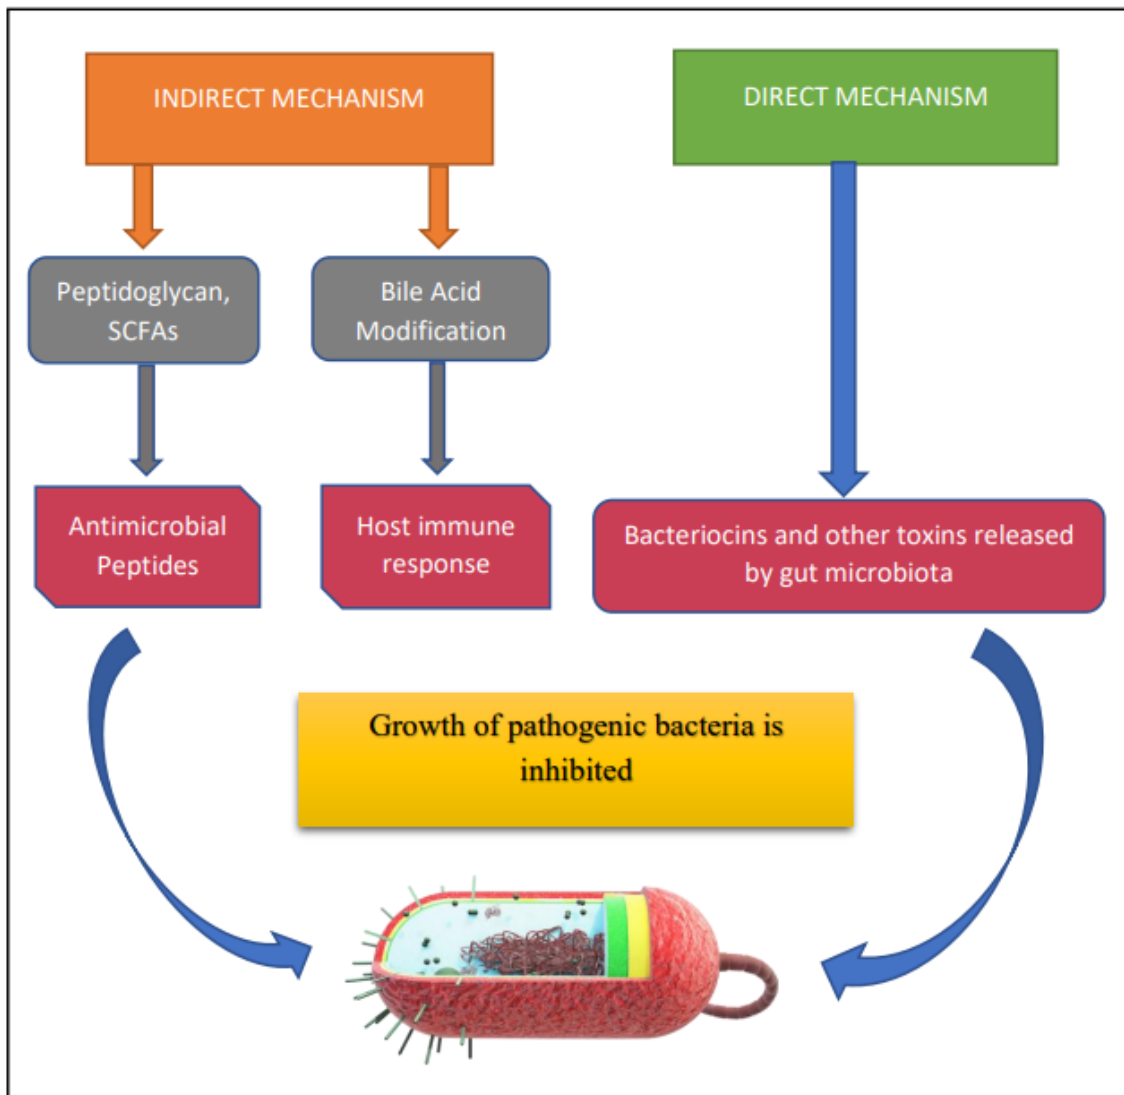 INDIRECT MECHANISM
DIRECT MECHANISM
Peptidoglycan,
SCFAs
Bile Acid
Modification
Antimicrobial
Peptides
Host immune
response
Bacteriocins and other toxins released
by gut microbiota
Growth of pathogenic bacteria is
inhibited